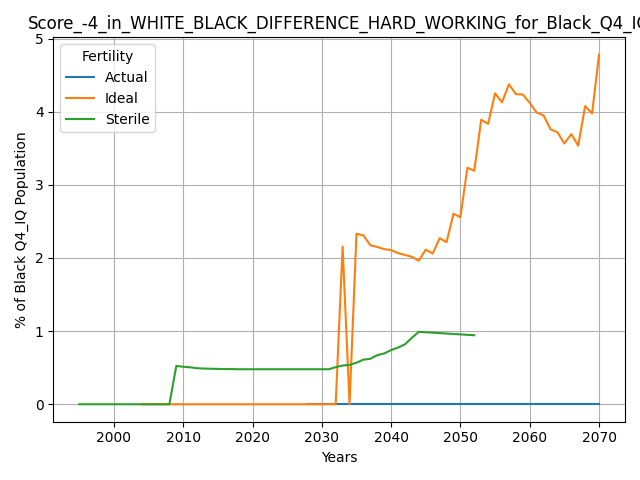 Score_-4_in_WHITE_BLACK_DIFFERENCE_HARD_WORKING_for_Black_Q4_IQ
Fertility
Actual
Ideal
Sterile
% of Black Q4_IQ Population
5
4
3
2
1
0
2000 2010 2020 2030 2040 2050 2060 2070
Years